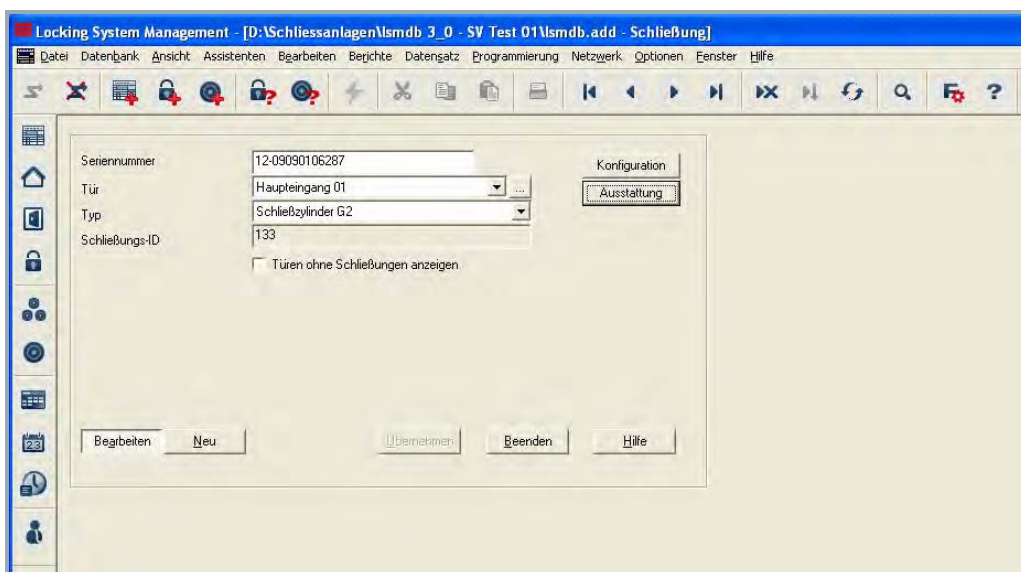 Locking System Management - [D:\Schliessanlagen\lsmdb 3_0 - SV Test 01\lsmdb.add - Schließung]
Datei Datenbank Ansicht Assistenten Bearbeiten Berichte Datensatz Programmierung Netzwerk Optionen Fenster Hilfe
Seriennummer 12-09090106287 Konfiguration
Tür Haupteingang 01 ... Ausstattung
Typ Schließzylinder G2
Schließungs-ID 133
Türen ohne Schließungen anzeigen
Bearbeiten Neu Übernehmen Beenden Hilfe